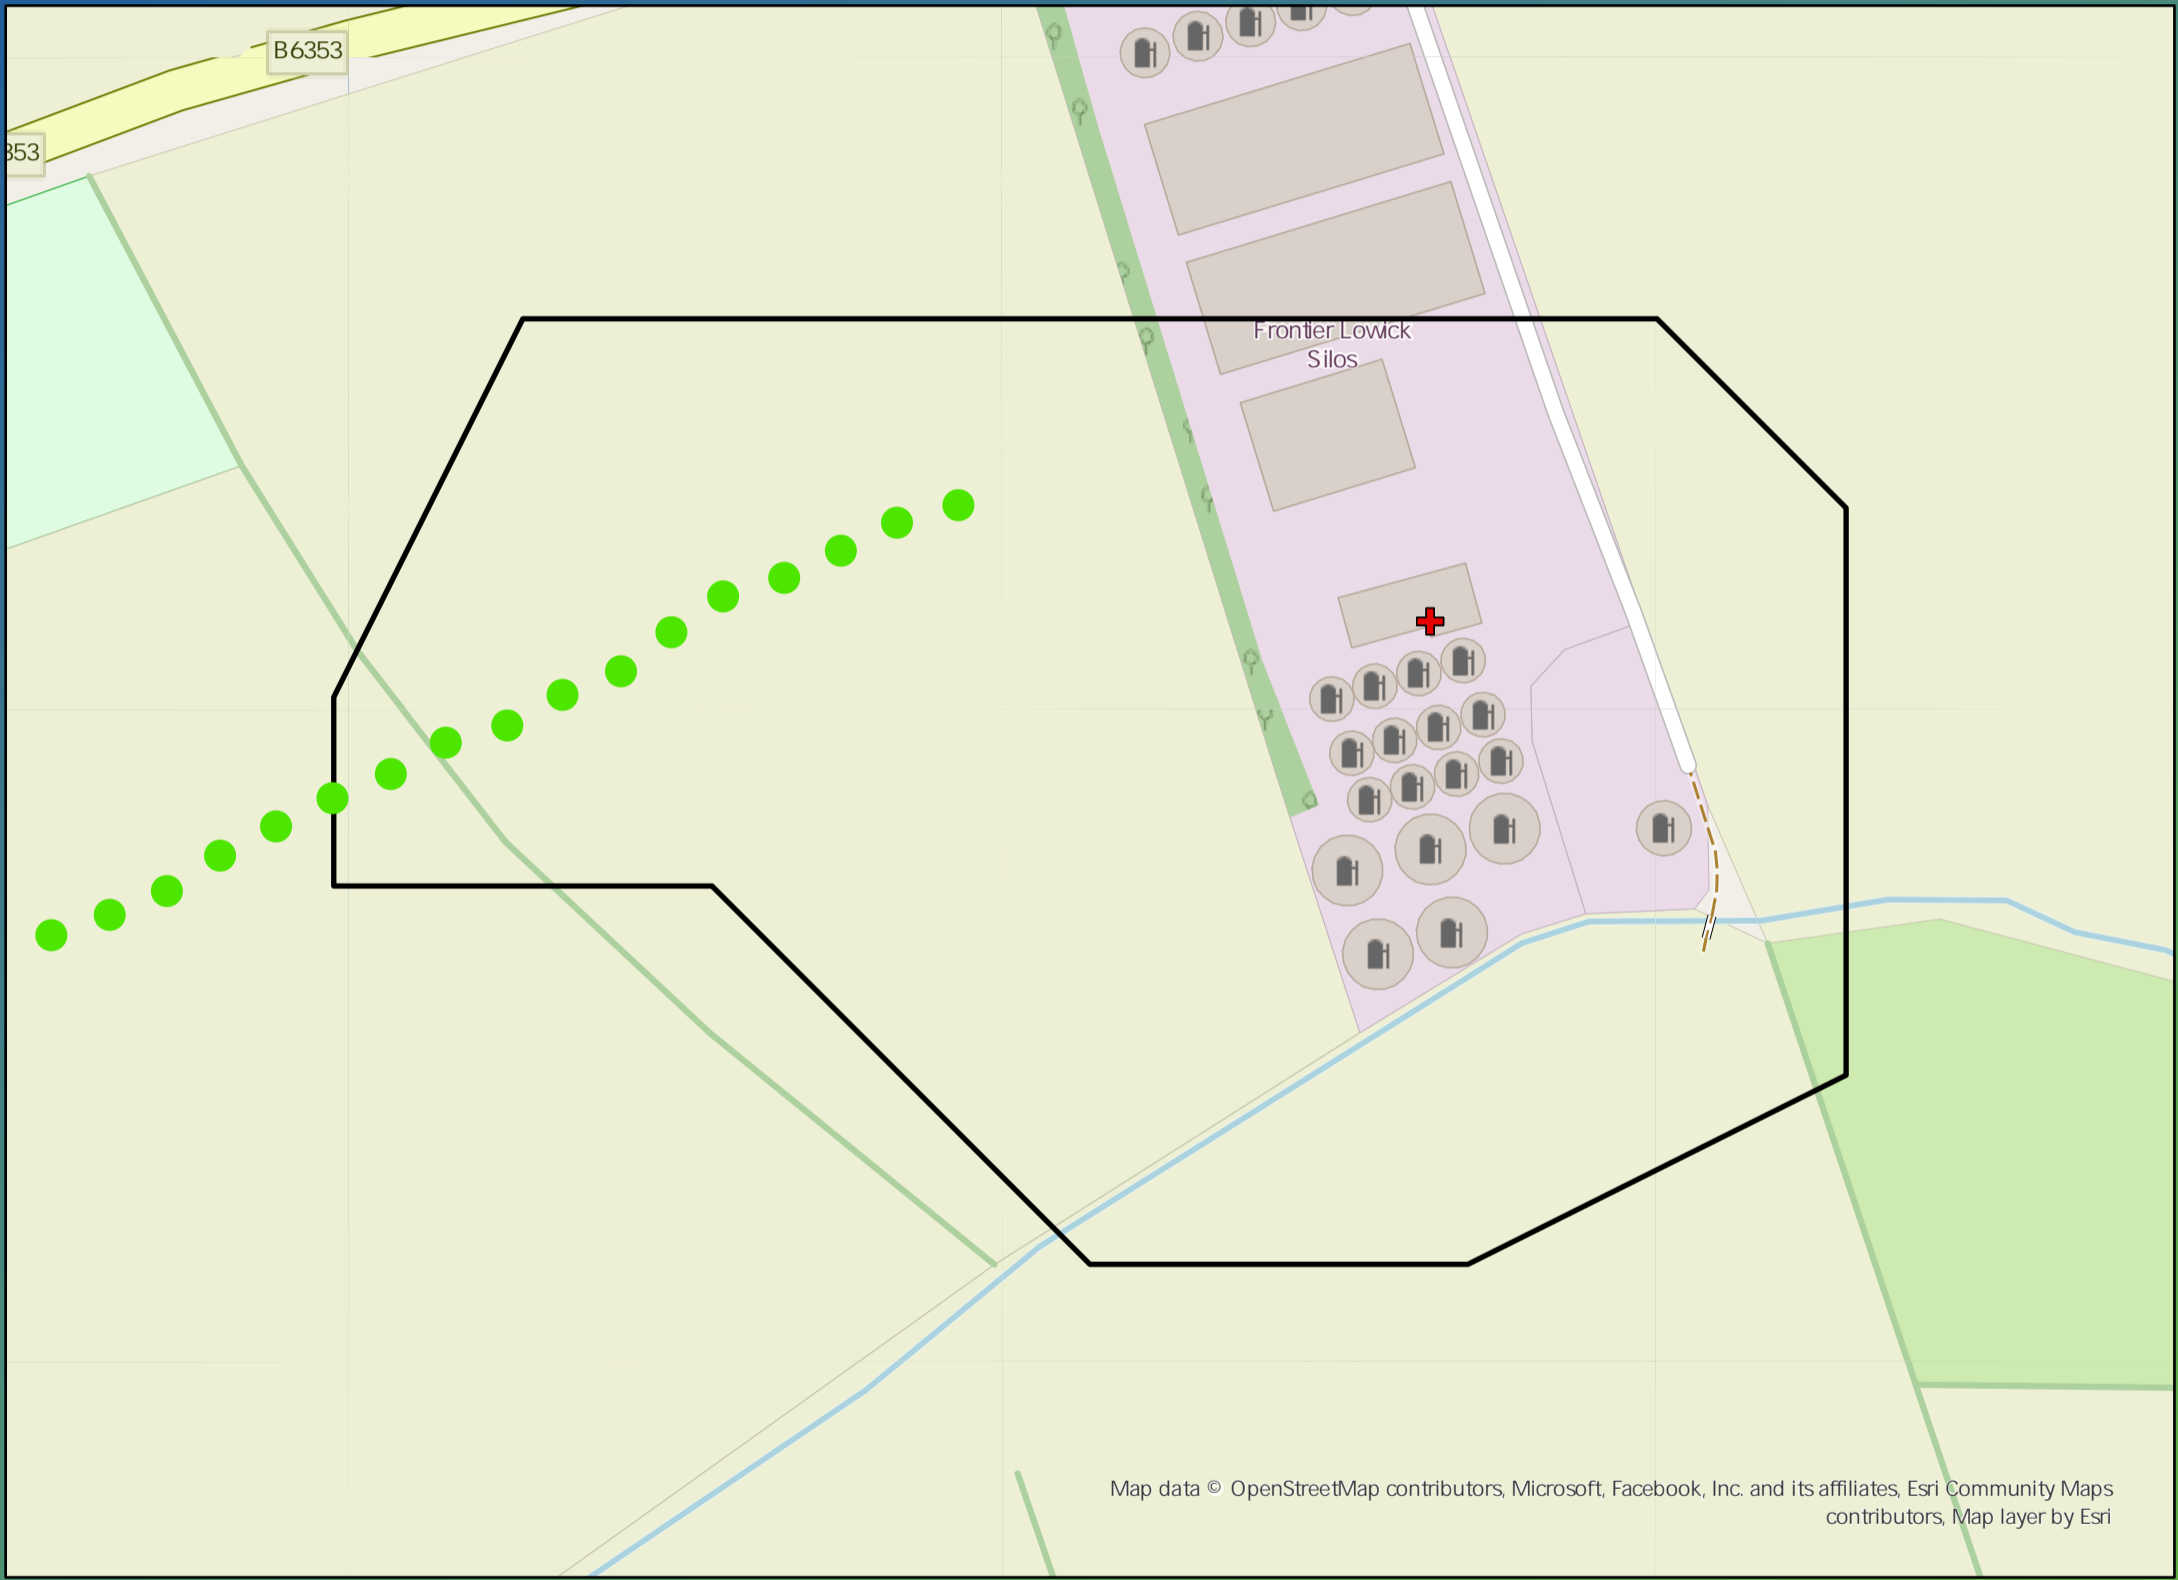 B6353
353
Frontier Lowick
Silos
Map data © OpenStreetMap contributors, Microsoft, Facebook, Inc. and its affiliates, Esri Community Maps
contributors, Map layer by Esri